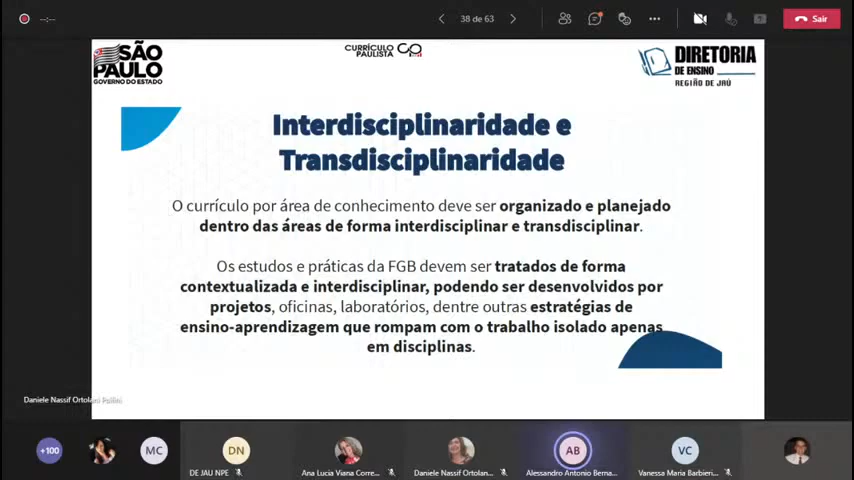 --:--
38 de 63
Sair
SÃO
PAULO
GOVERNO DO ESTADO
CURRÍCULO
PAULISTA
DIRETORIA
DE ENSINO
REGIÃO DE JAÚ
Interdisciplinaridade e
Transdisciplinaridade
O currículo por área de conhecimento deve ser organizado e planejado
dentro das áreas de forma interdisciplinar e transdisciplinar.
Os estudos e práticas da FGB devem ser tratados de forma
contextualizada e interdisciplinar, podendo ser desenvolvidos por
projetos, oficinas, laboratórios, dentre outras estratégias de
ensino-aprendizagem que rompam com o trabalho isolado apenas
em disciplinas.
Daniele Nassif Ortolani Pollini
+100
MC
DN
AB
VC
DE JAU NPE
Ana Lucia Viana Corre...
Daniele Nassif Ortolan...
Alessandro Antonio Berna...
Vanessa Maria Barbieri...